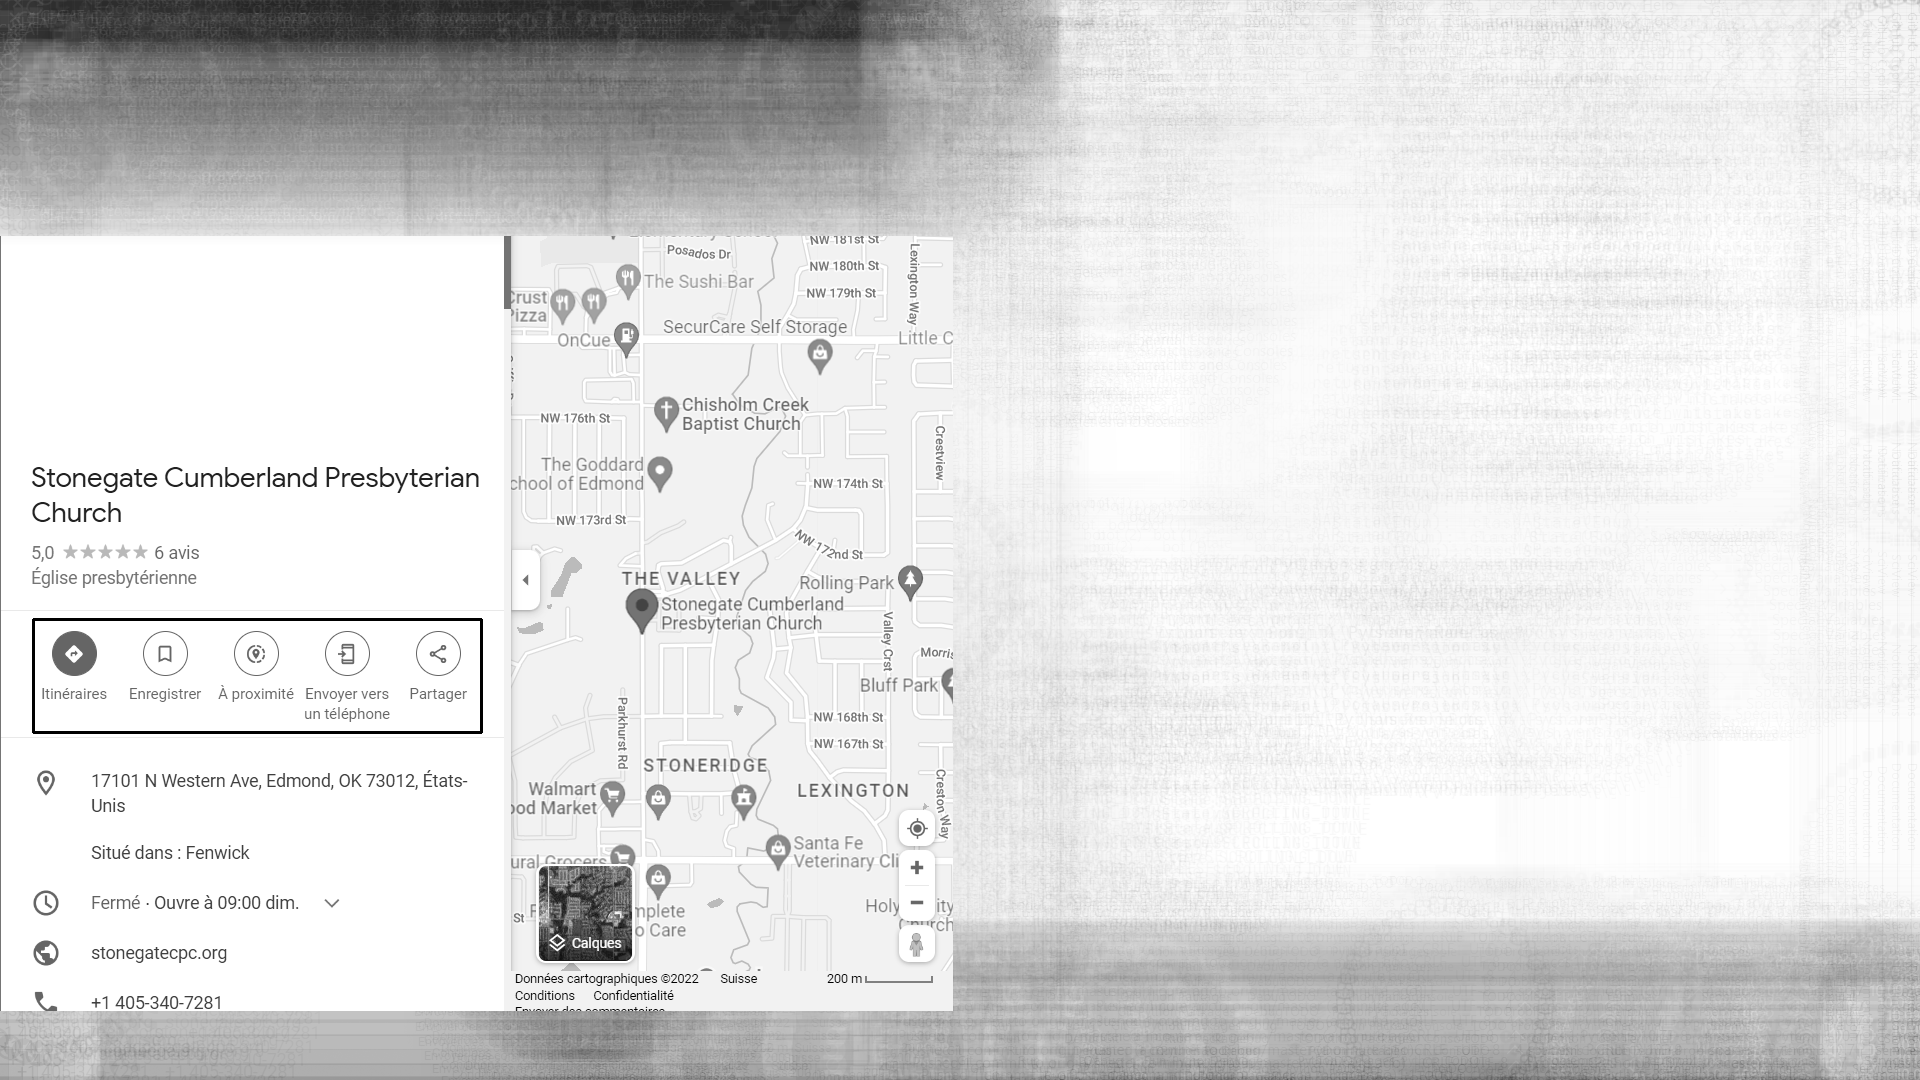 Stonegate Cumberland Presbyterian
Church
5,0
6 avis
Église presbytérienne
Itinéraires
Enregistrer
À proximité
Envoyer vers
un téléphone
Partager
17101 N Western Ave, Edmond, OK 73012, États-
Unis
Situé dans : Fenwick
Fermé · Ouvre à 09:00 dim.
stonegatecpc.org
+1 405-340-7281
NW 181st St
Posados Dr
NW 180th St
Lexington Way
The Sushi Bar
NW 179th St
Crust
Pizza
SecurCare Self Storage
OnCue
Little C
Chisholm Creek
Baptist Church
NW 176th St
Crestview
The Goddard
chool of Edmond
NW 174th St
NW 173rd St
NW 172nd St
THE VALLEY
Rolling Park
Stonegate Cumberland
Presbyterian Church
Valley Crst
Morris
Bluff Park
Parkhurst Rd
NW 168th St
NW 167th St
STONERIDGE
Walmart
ood Market
LEXINGTON
Creston Way
Santa Fe
Veterinary Cli
ural Grocers
St
mplete
o Care
Calques
Données cartographiques ©2022
Suisse
200 m
Conditions
Confidentialité